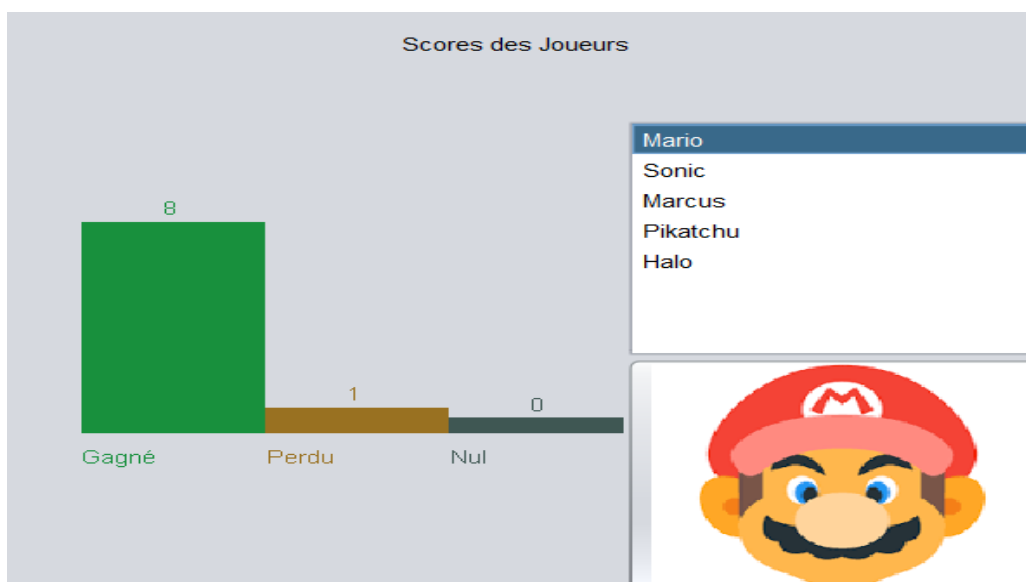 Scores des Joueurs
8
1
0
Gagné
Perdu
Nul
Mario
Sonic
Marcus
Pikatchu
Halo
M